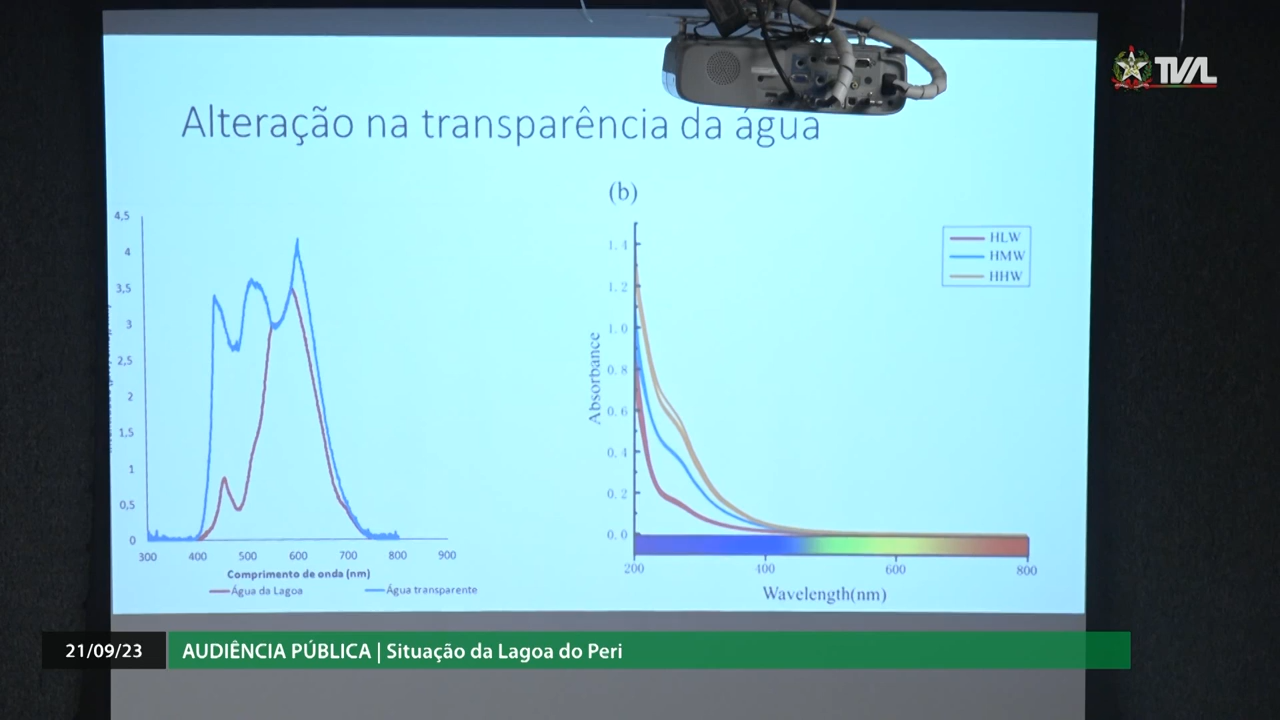 TVAL
Alteração na transparência da água
(b)
4,5
4
3,5
3
2,5
2
1,5
1
0,5
0
300 400 500 600 700 800 900
Comprimento de onda (nm)
Água da Lagoa Água transparente
HLW
HMW
HHW
1.4
1.2
1.0
0.8
0.6
0.4
0.2
0.0
Absorbance
200 400 600 800
Wavelength(nm)
21/09/23 AUDIÊNCIA PÚBLICA | Situação da Lagoa do Peri